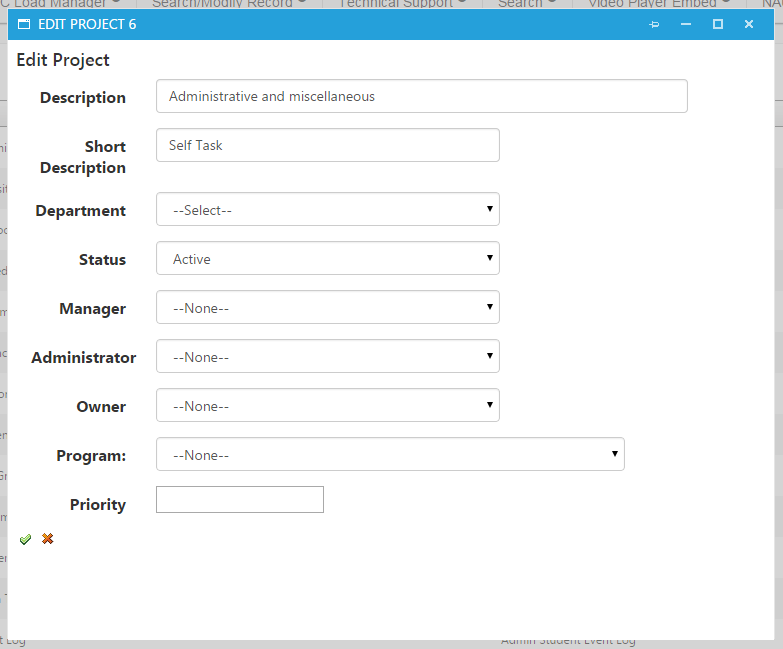 Load Manager Search/Modify Record Technical Support Search Video Player Embed
EDIT PROJECT 6
Edit Project
Description Administrative and miscellaneous
Short Self Task
Description
Department --Select--
Status Active
Manager --None--
Administrator --None--
Owner --None--
Program: --None--
Priority
Log Admin Student Event Log